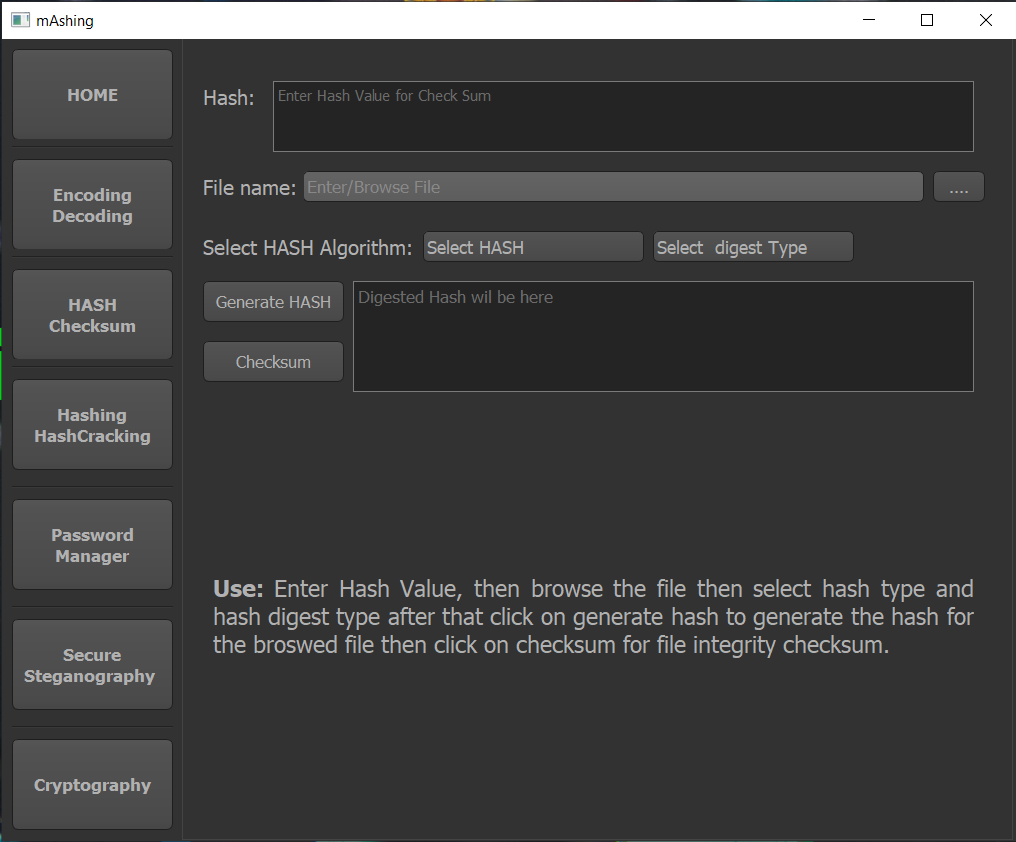 mAshing
HOME
Encoding
Decoding
HASH
Checksum
Hashing
HashCracking
Password
Manager
Secure
Steganography
Cryptography
Hash:
Enter Hash Value for Check Sum
File name:
Enter/Browse File
....
Select HASH Algorithm:
Select HASH
Select  digest Type
Generate HASH
Digested Hash wil be here
Checksum
Use: Enter Hash Value, then browse the file then select hash type and
hash digest type after that click on generate hash to generate the hash for
the broswed file then click on checksum for file integrity checksum.